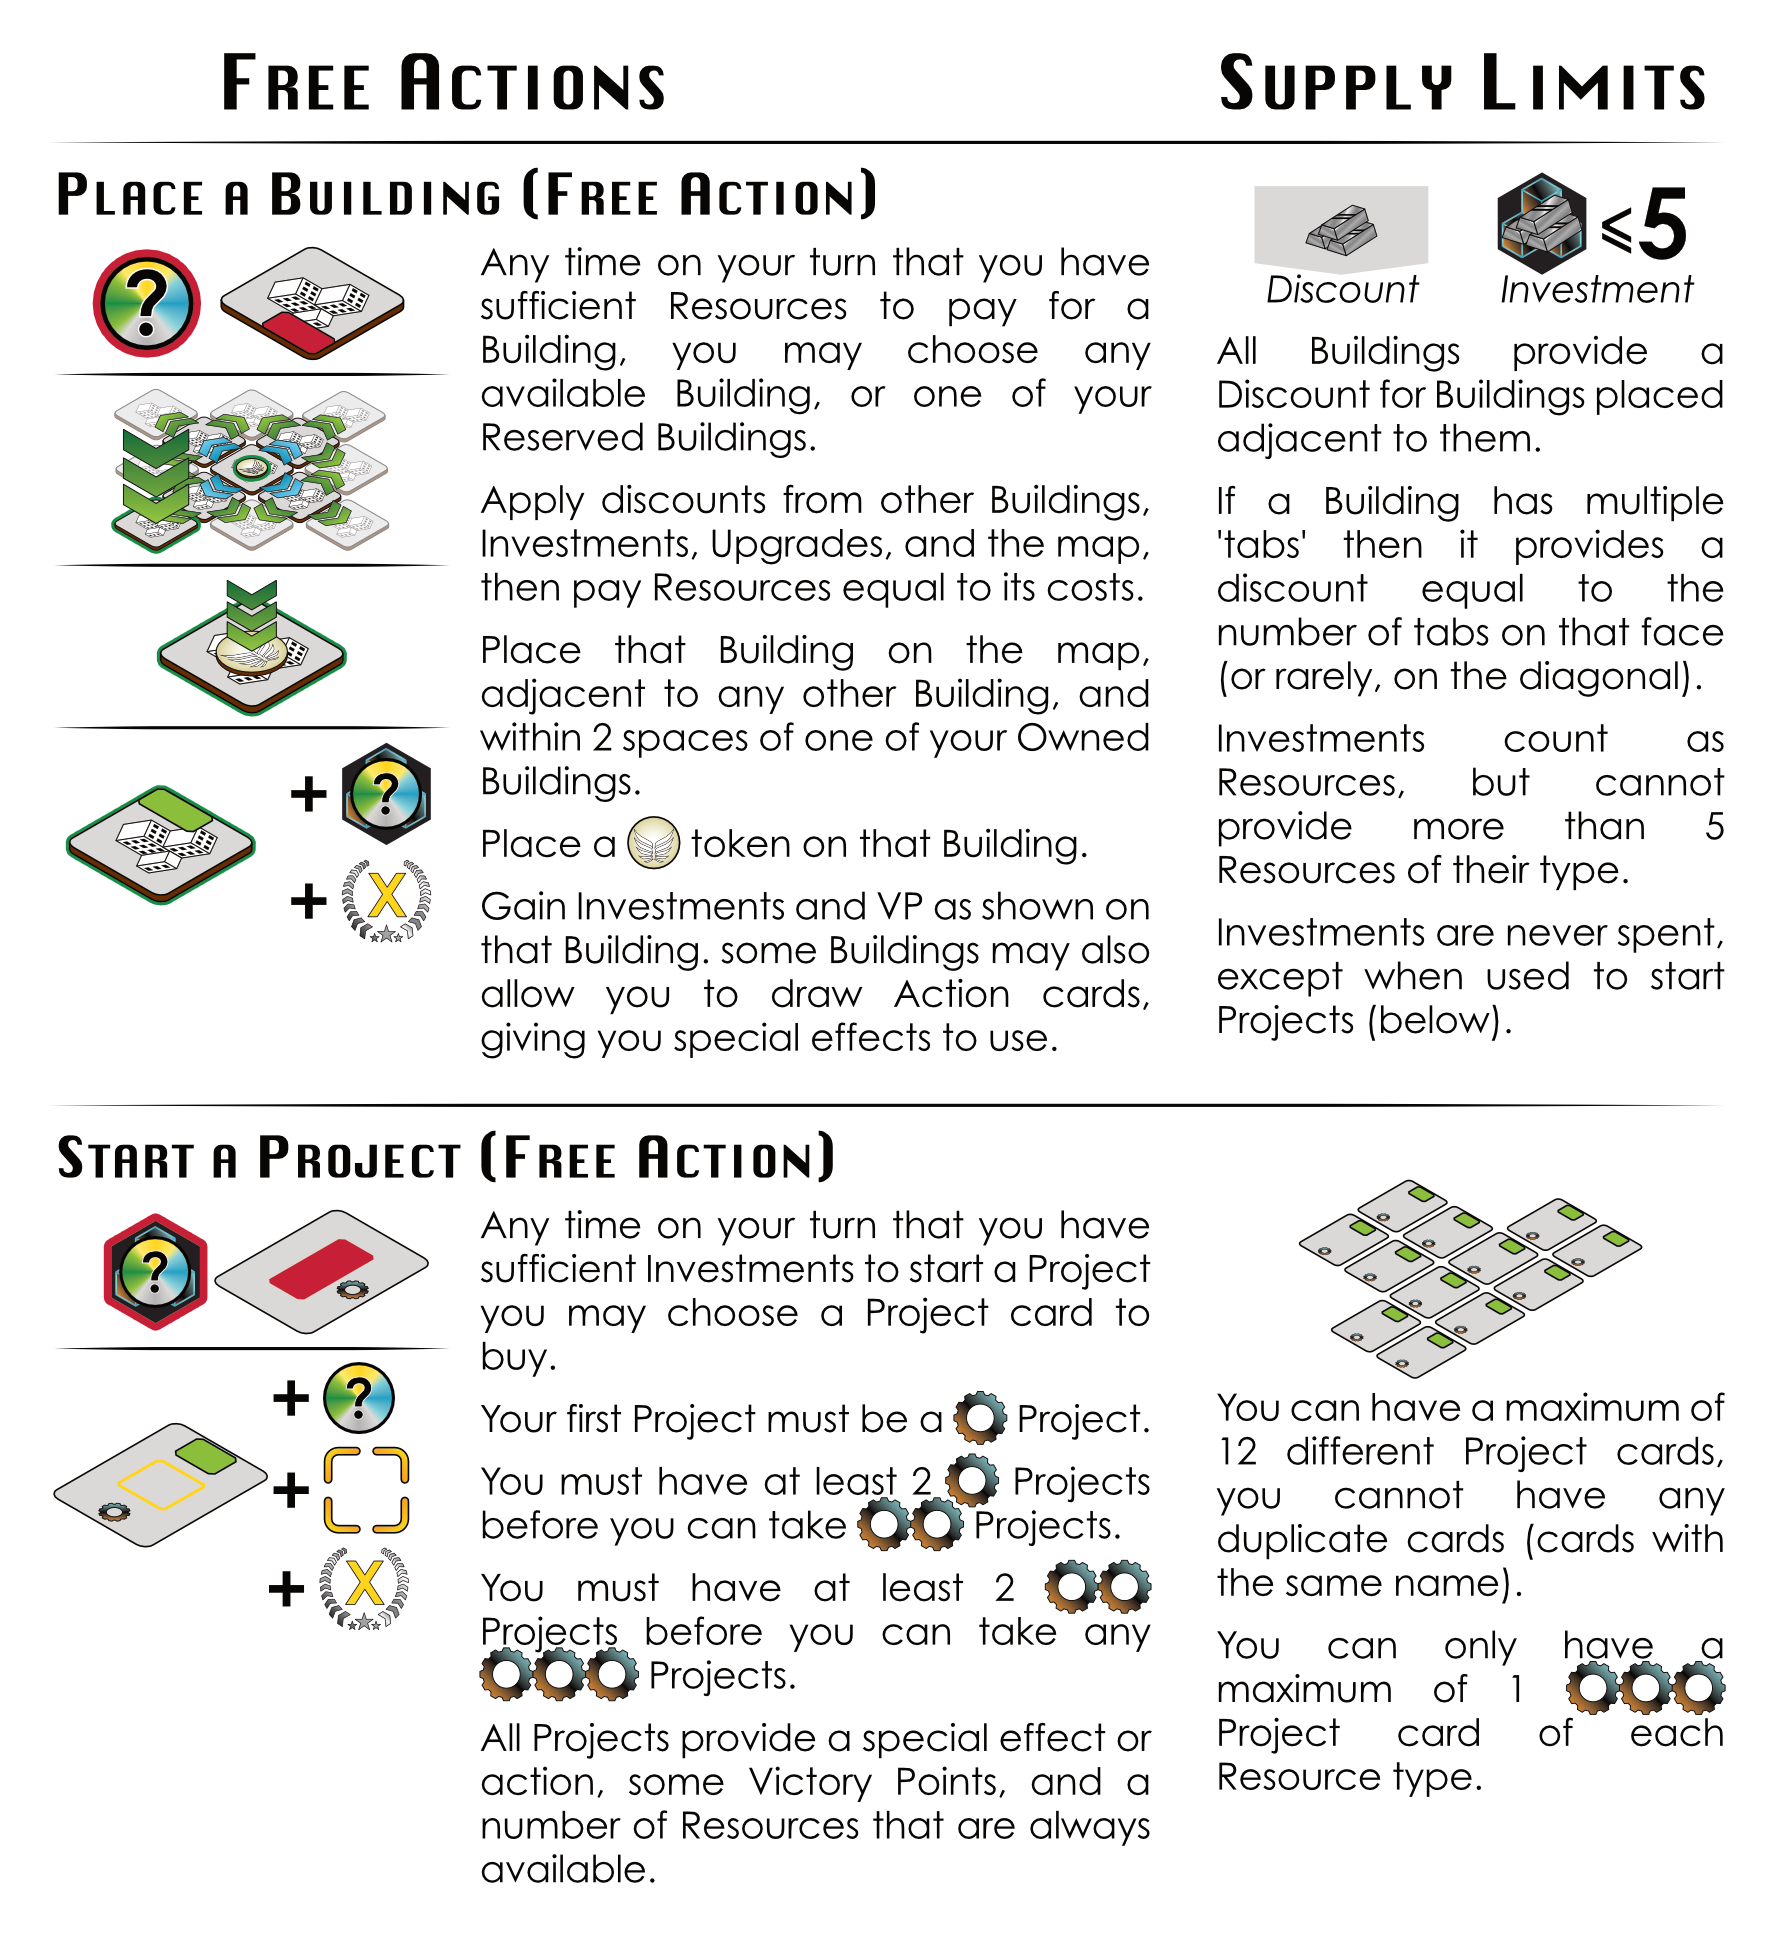 Free Actions
Supply Limits
Place a Building (Free Action)
Any time on your turn that you have
sufficient Resources to pay for a
Building, you may choose any
available Building, or one of your
Reserved Buildings.
Apply discounts from other Buildings,
Investments, Upgrades, and the map,
then pay Resources equal to its costs.
Place that Building on the map,
adjacent to any other Building, and
within 2 spaces of one of your Owned
Buildings.
Place a token on that Building.
Gain Investments and VP as shown on
that Building. some Buildings may also
allow you to draw Action cards,
giving you special effects to use.
?
+ ?
+ X
≤5
Discount Investment
All Buildings provide a
Discount for Buildings placed
adjacent to them.
If a Building has multiple
'tabs' then it provides a
discount equal to the
number of tabs on that face
(or rarely, on the diagonal).
Investments count as
Resources, but cannot
provide more than 5
Resources of their type.
Investments are never spent,
except when used to start
Projects (below).
Start a Project (Free Action)
?
+ ?
+
+ X
Any time on your turn that you have
sufficient Investments to start a Project
you may choose a Project card to
buy.
Your first Project must be a Project.
You must have at least 2 Projects
before you can take Projects.
You must have at least 2
Projects before you can take any
Projects.
All Projects provide a special effect or
action, some Victory Points, and a
number of Resources that are always
available.
You can have a maximum of
12 different Project cards,
you cannot have any
duplicate cards (cards with
the same name).
You can only have a
maximum of 1
Project card of each
Resource type.